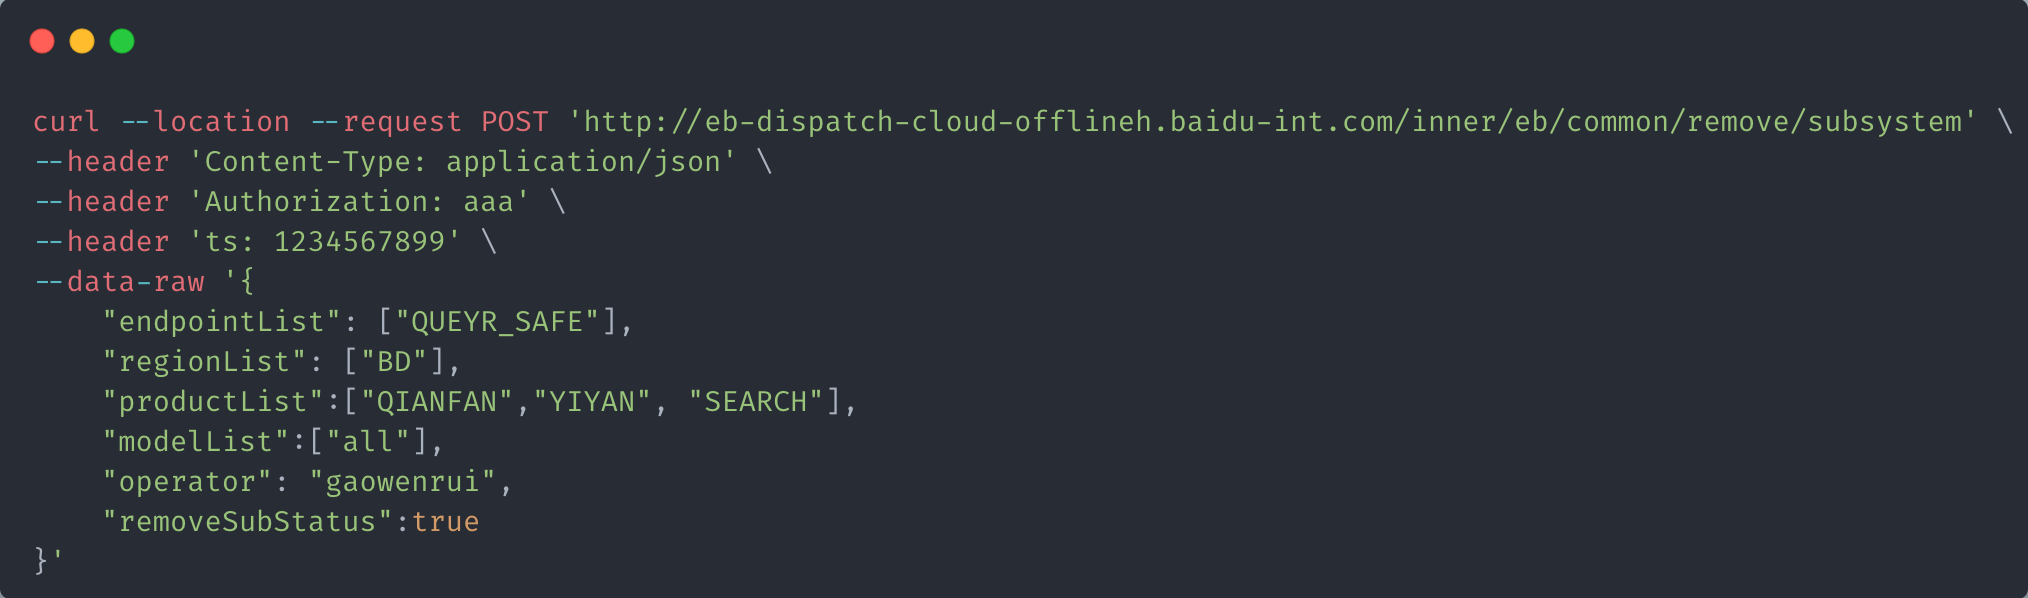 curl --location --request POST 'http://eb-dispatch-cloud-offlineh.baidu-int.com/inner/eb/common/remove/subsystem' \
--header 'Content-Type: application/json' \
--header 'Authorization: aaa' \
--header 'ts: 1234567899' \
--data-raw '{
    "endpointList": ["QUEYR_SAFE"],
    "regionList": ["BD"],
    "productList":["QIANFAN","YIYAN", "SEARCH"],
    "modelList":["all"],
    "operator": "gaowenrui",
    "removeSubStatus":true
}'